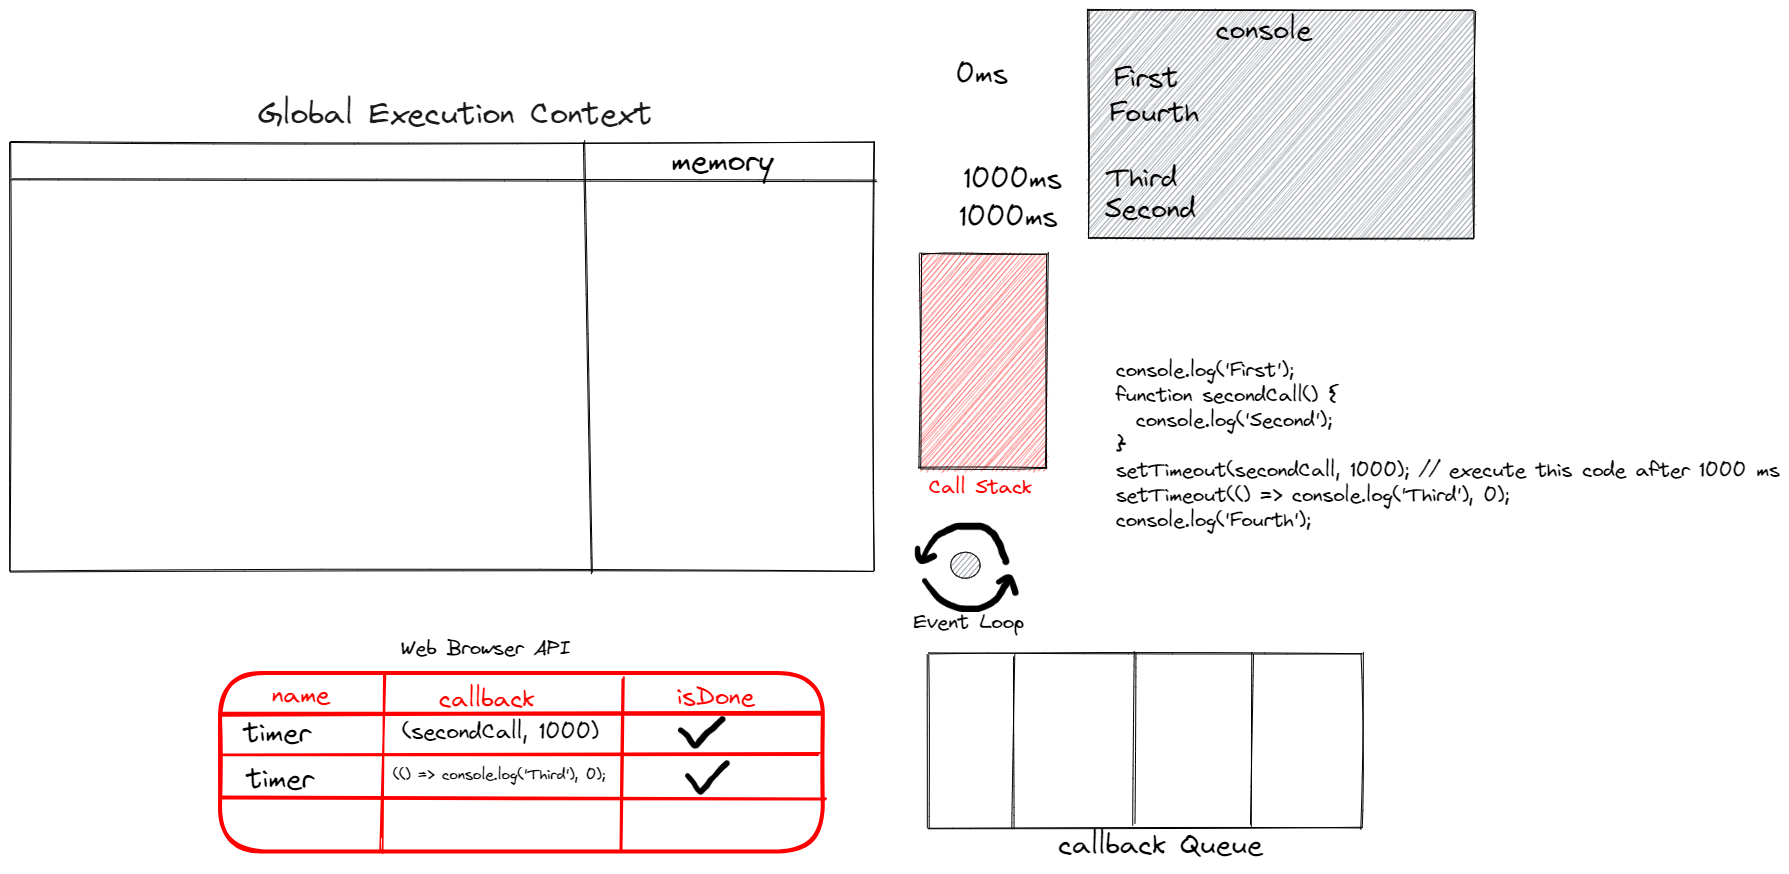 console
0ms
First
Fourth
Global Execution Context
memory
1000ms
Third
1000ms
Second
console.log('First');
function secondCall() {
console.log('Second');
}
setTimeout(secondCall, 1000); // execute this code after 1000 ms
setTimeout(() => console.log('Third'), 0);
console.log('Fourth');
Call Stack
Event Loop
Web Browser API
name
callback
isDone
timer
(secondCall, 1000)
timer
(() => console.log('Third'), 0);
callback Queue